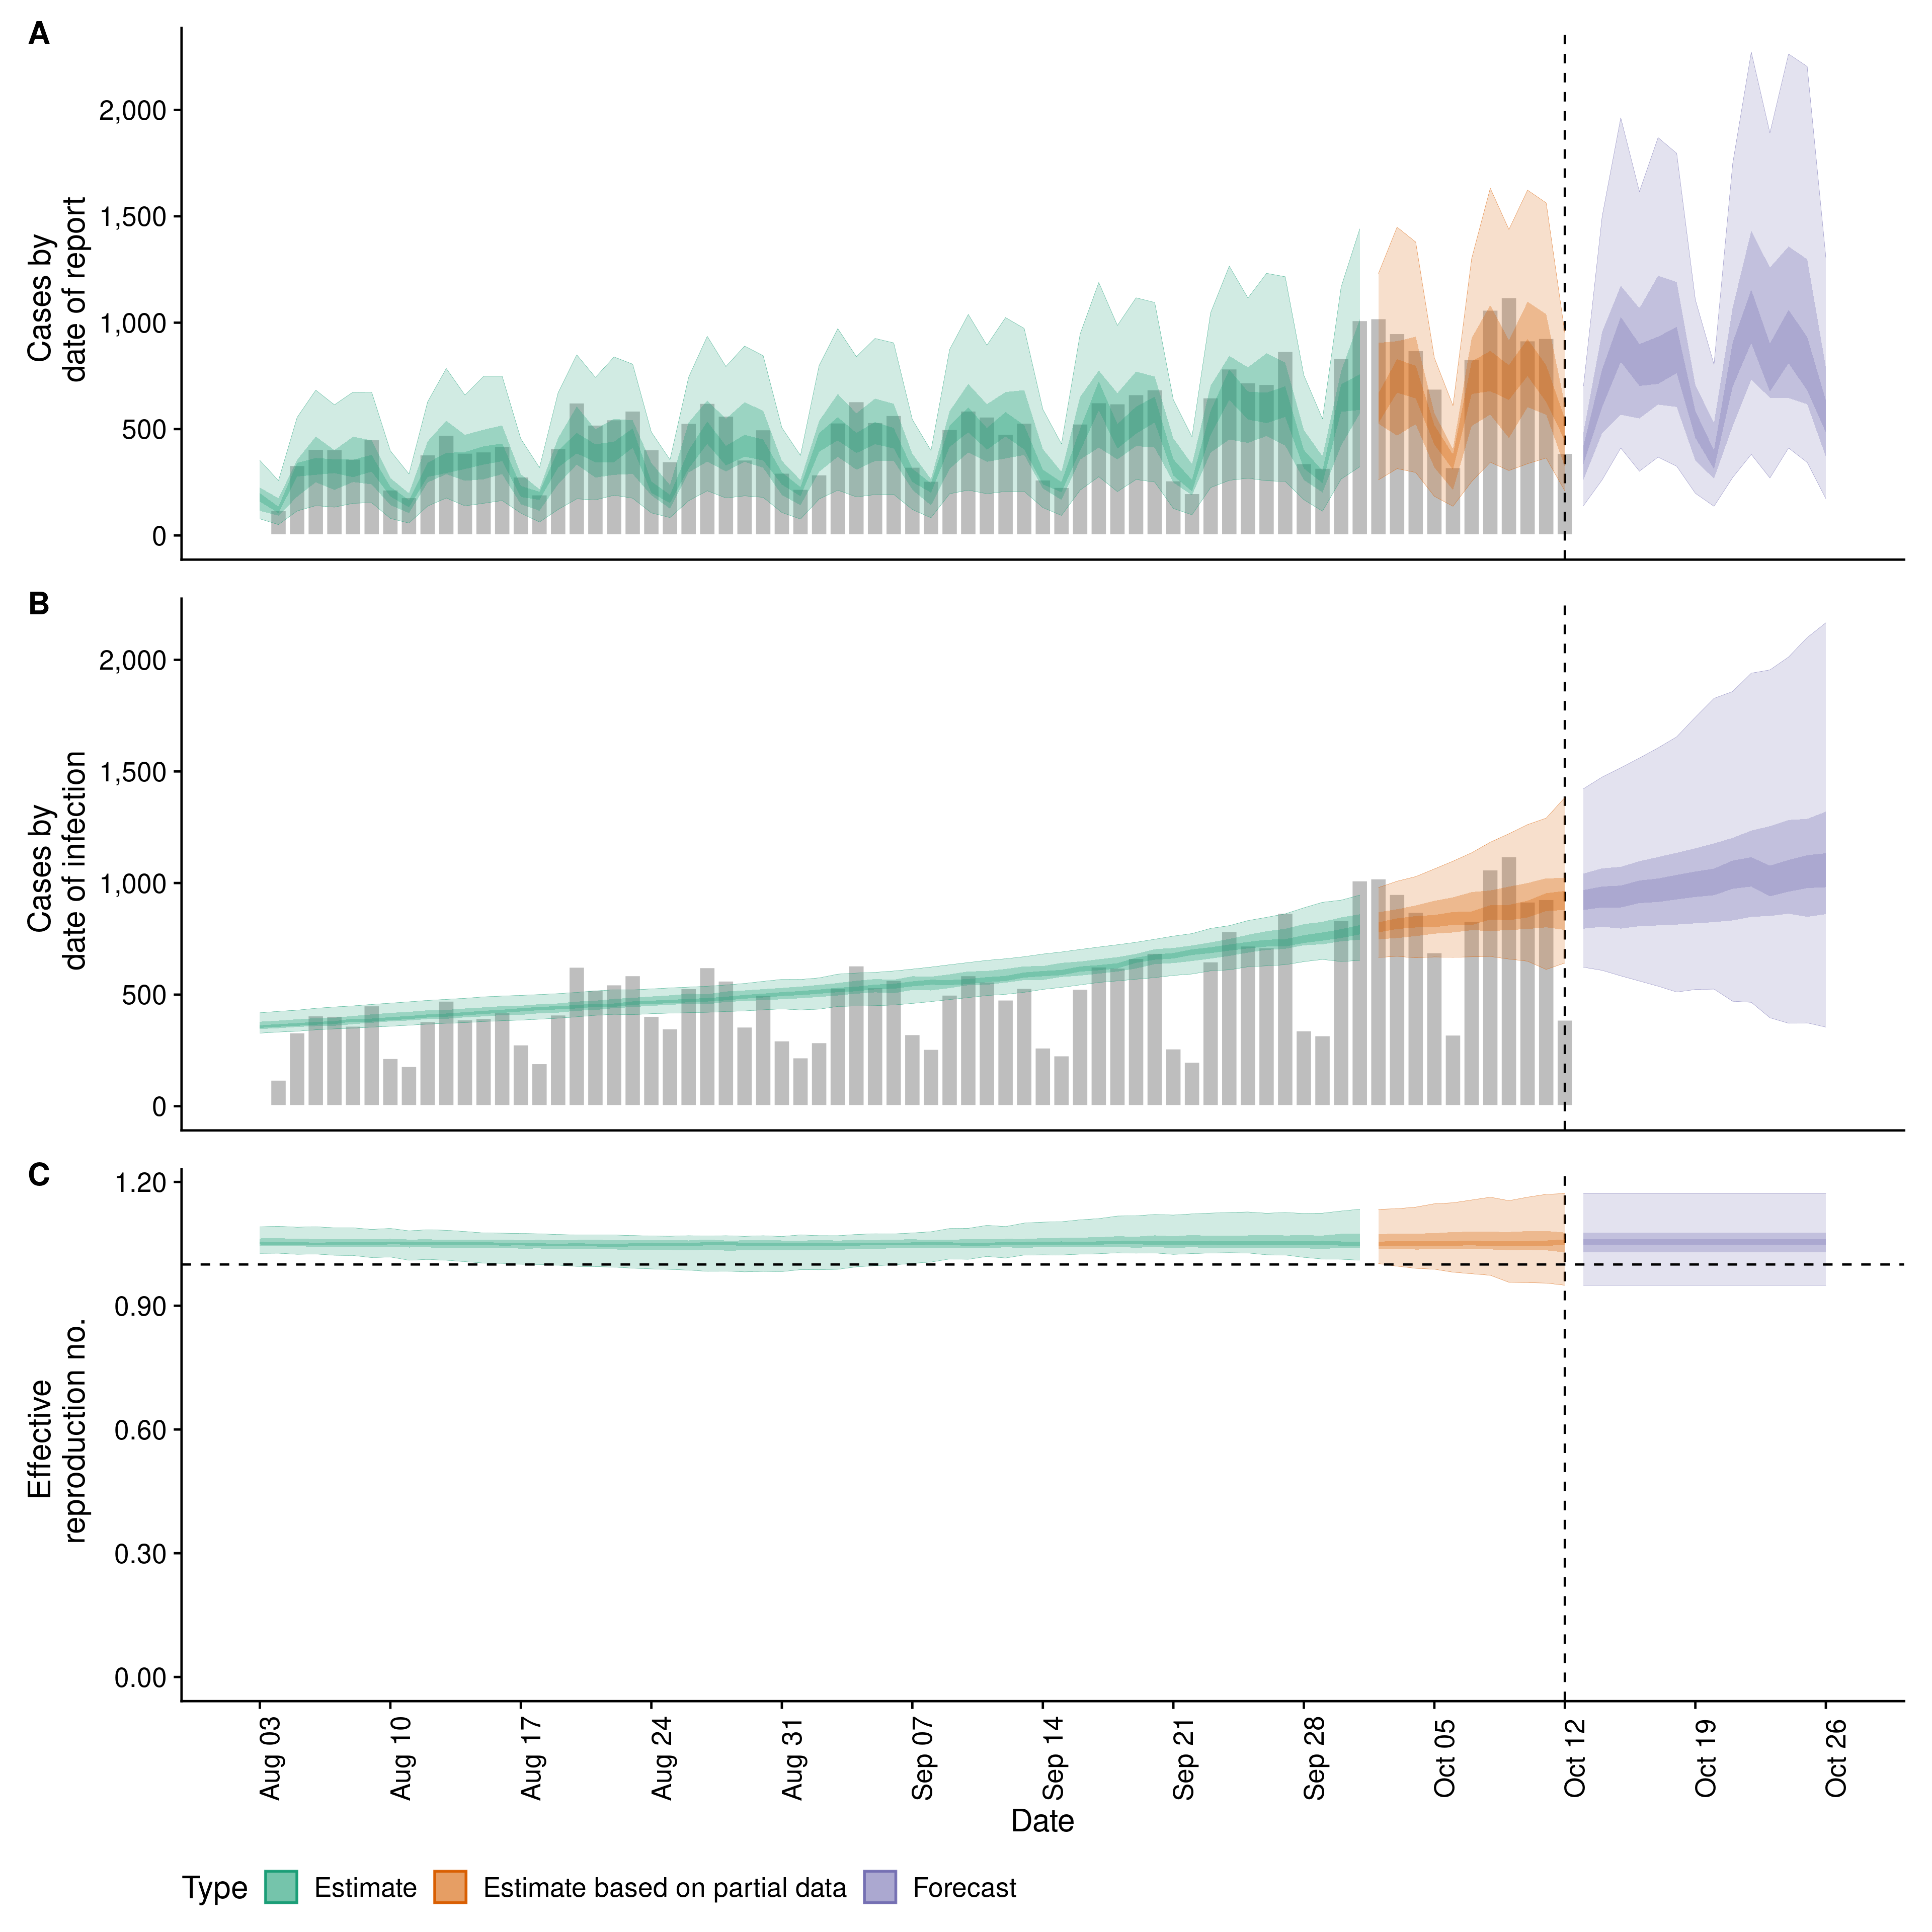 A
Cases by
date of report
2,000
1,500
1,000
500
0
B
Cases by
date of infection
2,000
1,500
1,000
500
0
C
Effective
reproduction no.
1.20
0.90
0.60
0.30
0.00
Aug 03
Aug 10
Aug 17
Aug 24
Aug 31
Sep 07
Sep 14
Sep 21
Sep 28
Oct 05
Oct 12
Oct 19
Oct 26
Date
Type Estimate Estimate based on partial data Forecast